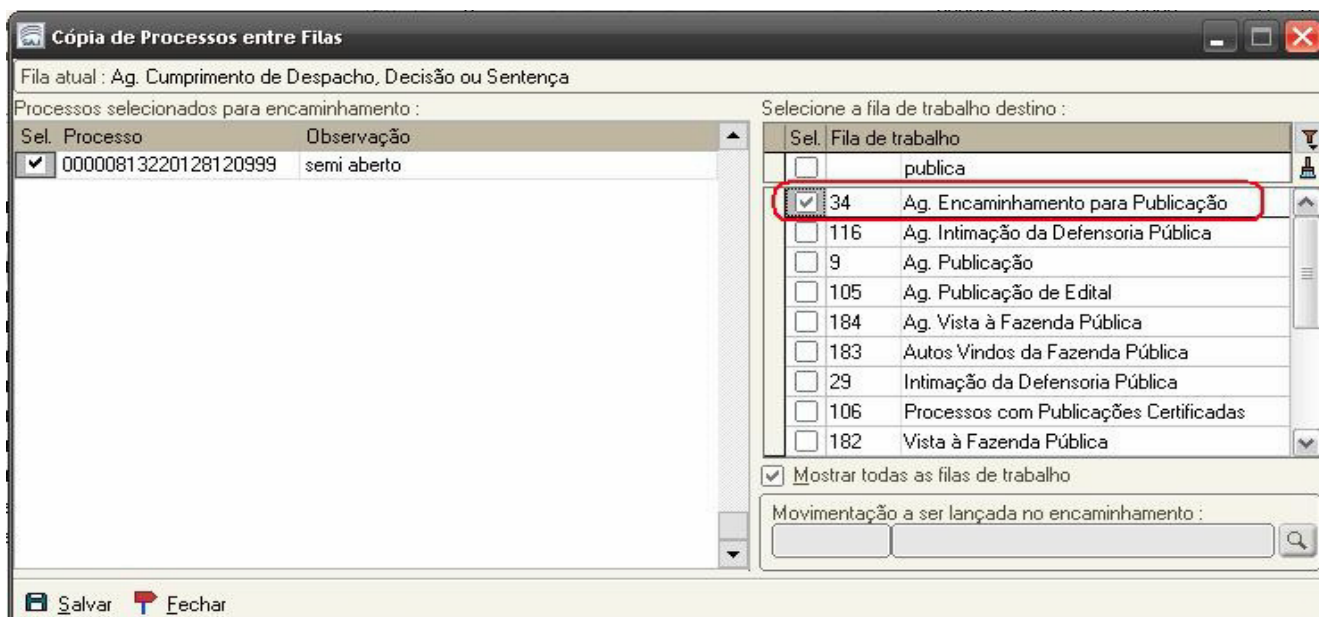 Cópia de Processos entre Filas
Fila atual : Ag. Cumprimento de Despacho, Decisão ou Sentença
Processos selecionados para encaminhamento :
Sel. Processo Observação
00000813220128120999 semi aberto
Selecione a fila de trabalho destino :
Sel. Fila de trabalho
publica
34 Ag. Encaminhamento para Publicação
116 Ag. Intimação da Defensoria Pública
9 Ag. Publicação
105 Ag. Publicação de Edital
184 Ag. Vista à Fazenda Pública
183 Autos Vindos da Fazenda Pública
29 Intimação da Defensoria Pública
106 Processos com Publicações Certificadas
182 Vista à Fazenda Pública
Mostrar todas as filas de trabalho
Movimentação a ser lançada no encaminhamento :
Salvar Fechar